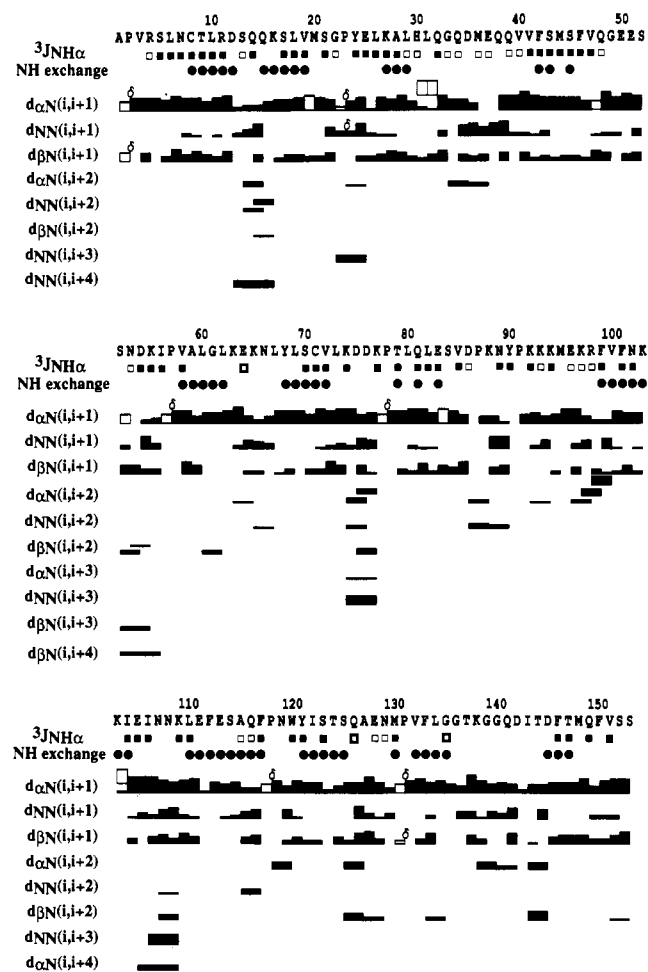 10 20 30 40 50
APVRSLNCTLRDSQQKSLVMSGPYELKALHLQGQDMEQQVVFSMSFVQGEES
³JNHα
NH exchange
δ δ
dαN(i,i+1)
δ
dNN(i,i+1)
δ
dβN(i,i+1)
dαN(i,i+2)
dNN(i,i+2)
dβN(i,i+2)
dNN(i,i+3)
dNN(i,i+4)
60 70 80 90 100
SNDKIPVALGLKEKNLYLSCVLKDDKPTLQLESVDPKNYPKKKMEKRFVFNK
³JNHα
NH exchange
δ δ
dαN(i,i+1)
dNN(i,i+1)
dβN(i,i+1)
dαN(i,i+2)
dNN(i,i+2)
dβN(i,i+2)
dαN(i,i+3)
dNN(i,i+3)
dβN(i,i+3)
dβN(i,i+4)
110 120 130 140 150
KIEINNKLEFESAQFPNWYISTSQAENMPVFLGGTKGGQDITDFTMQFVSS
³JNHα
NH exchange
δ δ
dαN(i,i+1)
dNN(i,i+1)
δ
dβN(i,i+1)
dαN(i,i+2)
dNN(i,i+2)
dβN(i,i+2)
dNN(i,i+3)
dαN(i,i+4)